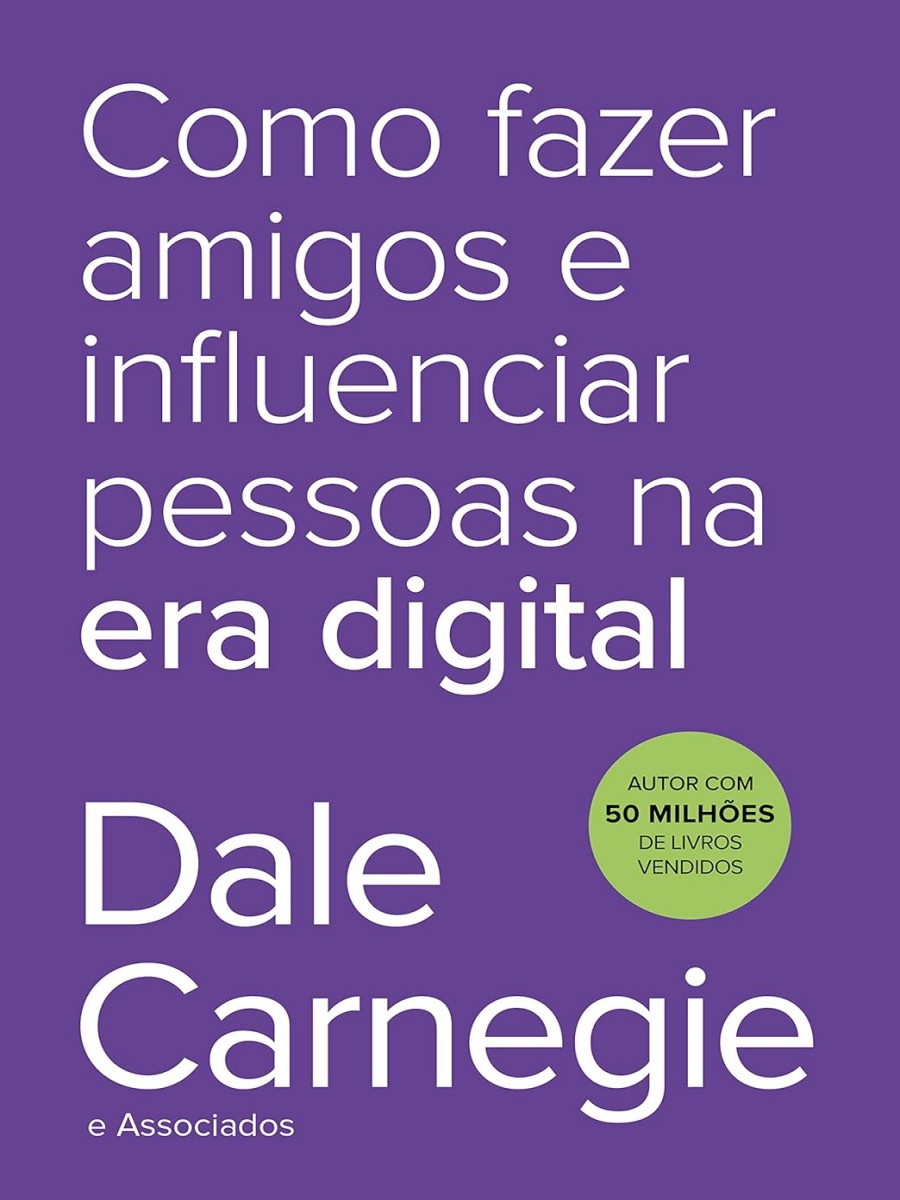 Como fazer
amigos e
influenciar
pessoas na
era digital
AUTOR COM
50 MILHÕES
DE LIVROS
VENDIDOS
Dale
Carnegie
e Associados